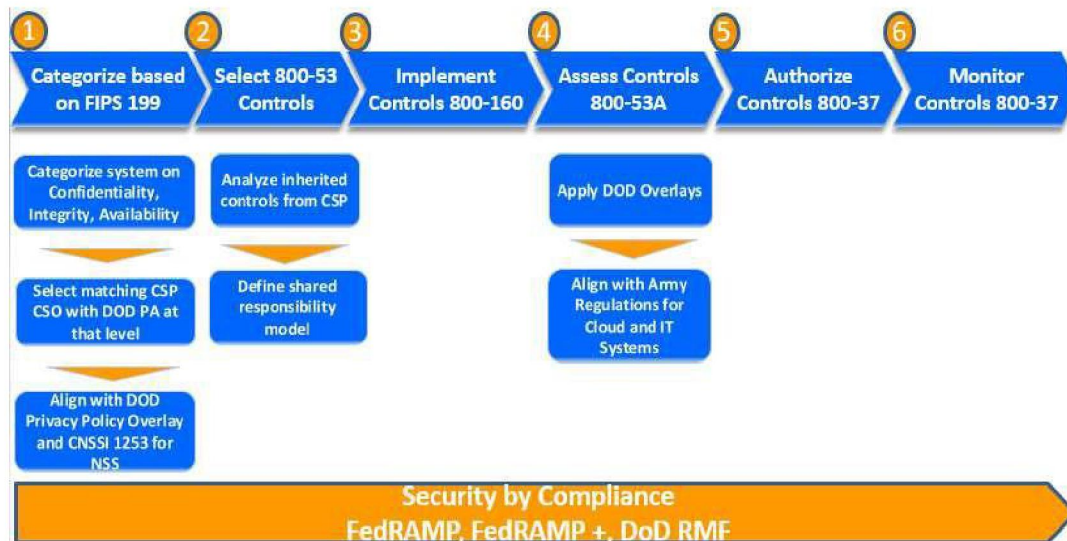 1
2
3
4
5
6
Categorize based
on FIPS 199
Select 800-53
Controls
Implement
Controls 800-160
Assess Controls
800-53A
Authorize
Controls 800-37
Monitor
Controls 800-37
Categorize system on
Confidentiality,
Integrity, Availability
Select matching CSP
CSO with DOD PA at
that level
Align with DOD
Privacy Policy Overlay
and CNSSI 1253 for
NSS
Analyze inherited
controls from CSP
Define shared
responsibility
model
Apply DOD Overlays
Align with Army
Regulations for
Cloud and IT
Systems
Security by Compliance
FedRAMP, FedRAMP +, DoD RMF